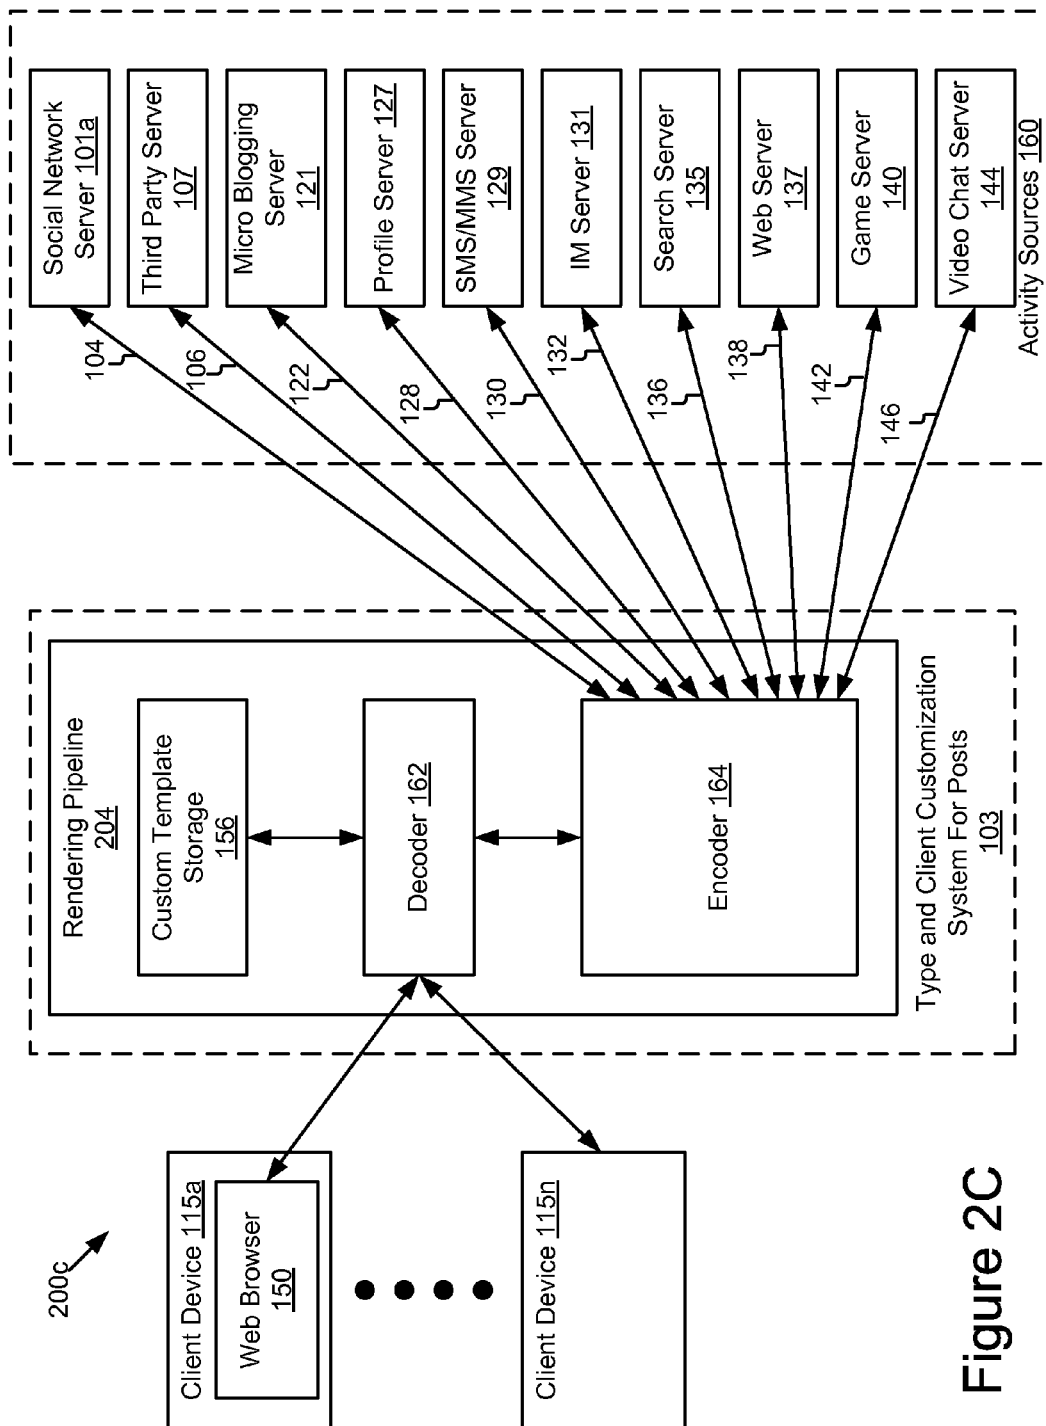 200c
Client Device 115a
Web Browser
150
Client Device 115n
Rendering Pipeline
204
Custom Template
Storage
156
Decoder 162
Encoder 164
Type and Client Customization
System For Posts
103
104
106
122
128
130
132
136
138
142
146
Social Network
Server 101a
Third Party Server
107
Micro Blogging
Server
121
Profile Server 127
SMS/MMS Server
129
IM Server 131
Search Server
135
Web Server
137
Game Server
140
Video Chat Server
144
Activity Sources 160
Figure 2C